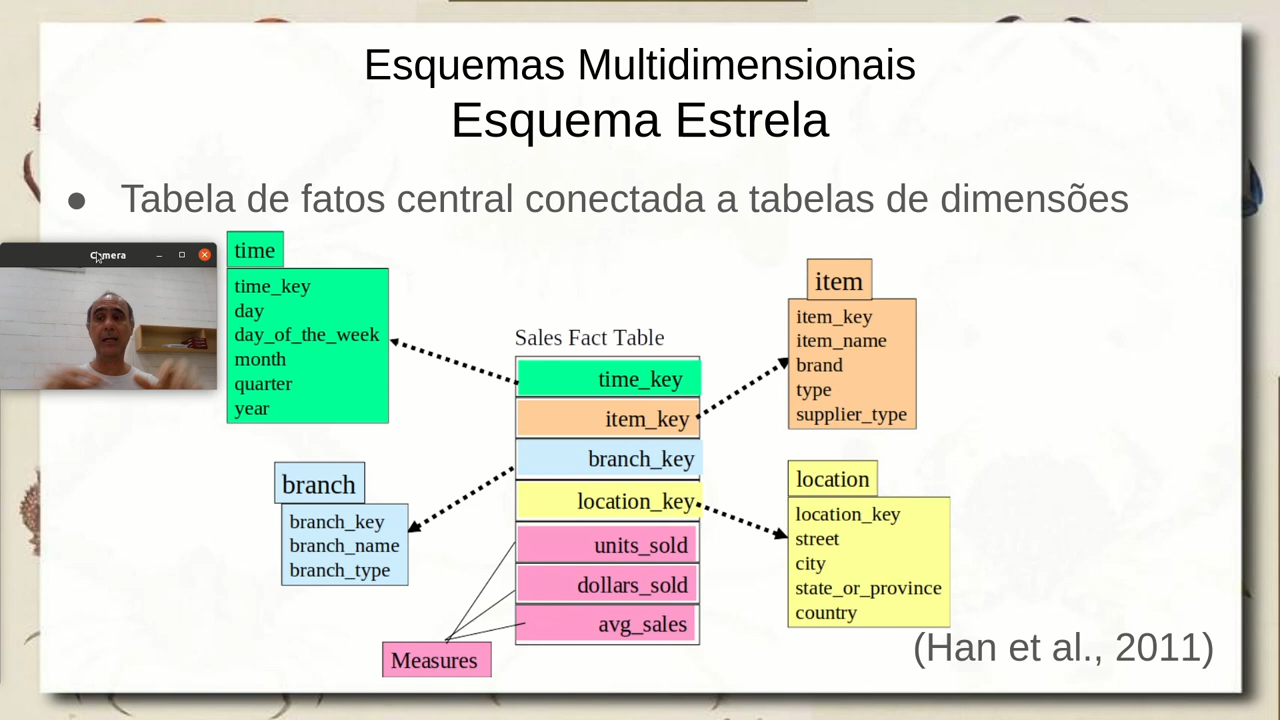 Esquemas Multidimensionais
Esquema Estrela
● Tabela de fatos central conectada a tabelas de dimensões
time
time_key
day
day_of_the_week
month
quarter
year
Camera
branch
branch_key
branch_name
branch_type
Sales Fact Table
time_key
item_key
branch_key
location_key
units_sold
dollars_sold
avg_sales
Measures
item
item_key
item_name
brand
type
supplier_type
location
location_key
street
city
state_or_province
country
(Han et al., 2011)